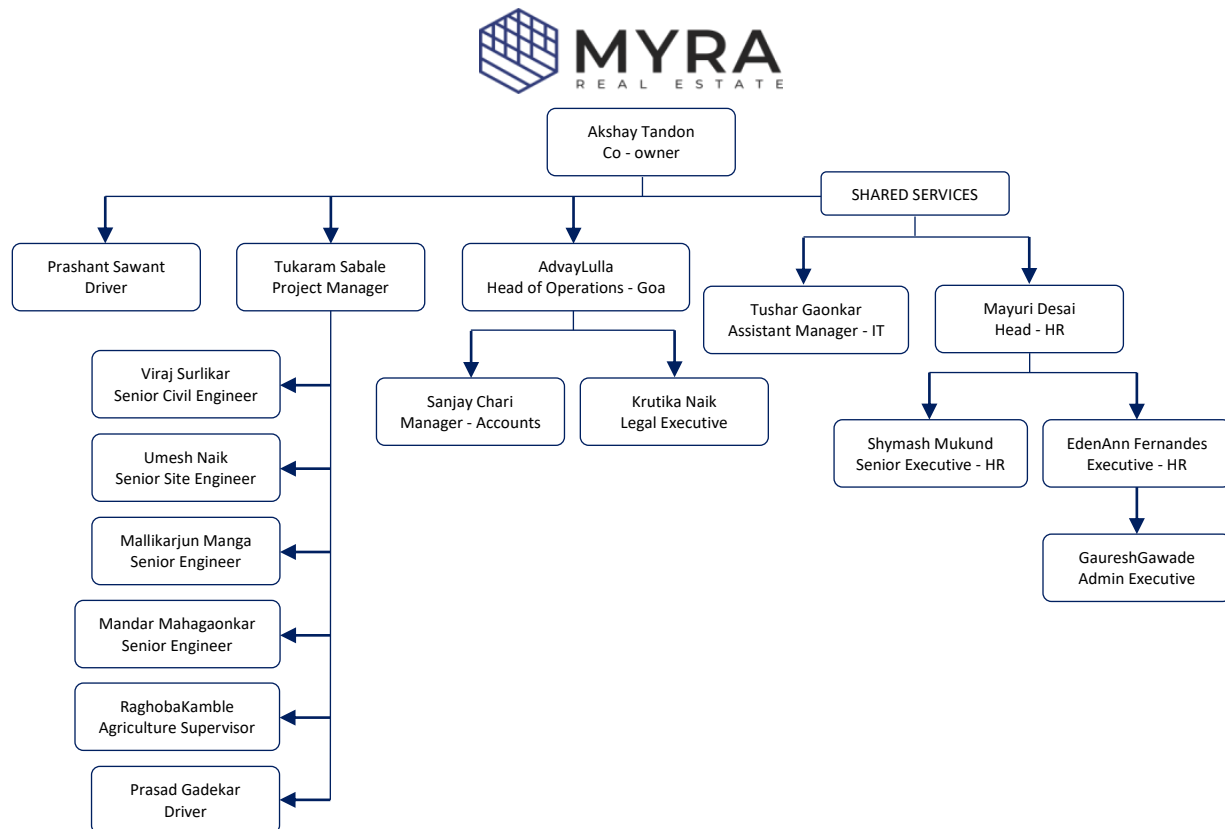 MYRA
REAL ESTATE
Akshay Tandon
Co - owner
SHARED SERVICES
Prashant Sawant
Driver
Tukaram Sabale
Project Manager
AdvayLulla
Head of Operations - Goa
Tushar Gaonkar
Assistant Manager - IT
Mayuri Desai
Head - HR
Viraj Surlikar
Senior Civil Engineer
Sanjay Chari
Manager - Accounts
Krutika Naik
Legal Executive
Shymash Mukund
Senior Executive - HR
EdenAnn Fernandes
Executive - HR
Umesh Naik
Senior Site Engineer
Mallikarjun Manga
Senior Engineer
GaureshGawade
Admin Executive
Mandar Mahagaonkar
Senior Engineer
RaghobaKamble
Agriculture Supervisor
Prasad Gadekar
Driver